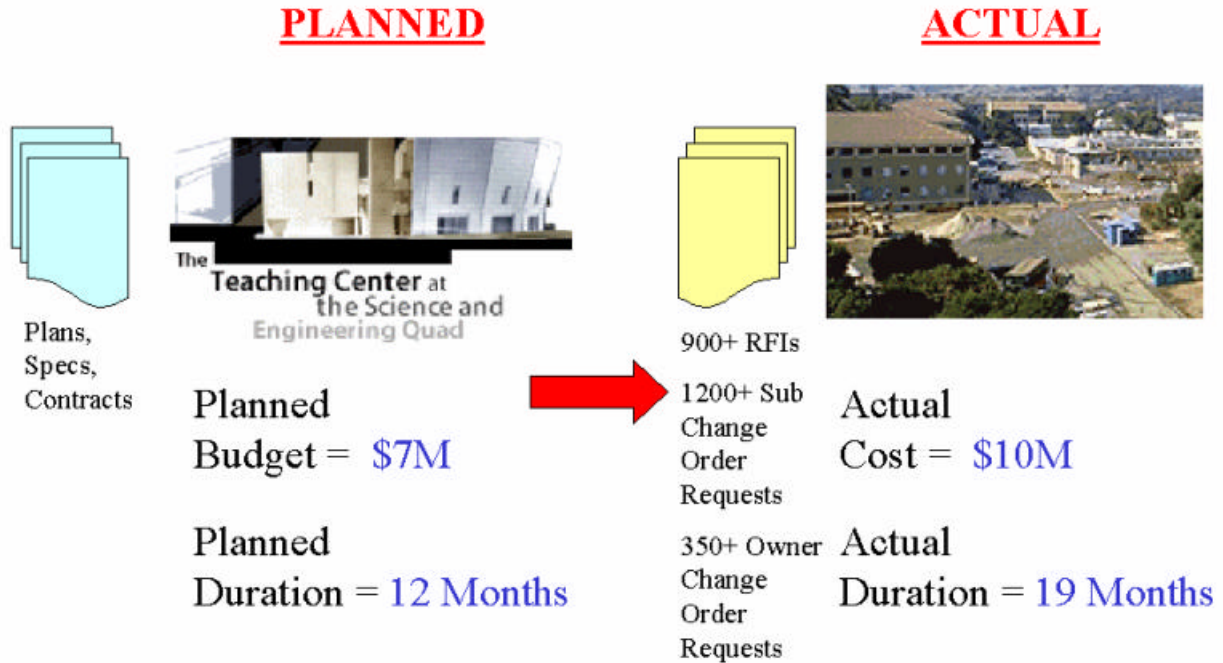 PLANNED
ACTUAL
The
Teaching Center at
the Science and
Engineering Quad
Plans,
Specs,
Contracts
Planned
Budget = $7M
Planned
Duration = 12 Months
900+ RFIs
1200+ Sub
Change
Order
Requests
350+ Owner
Change
Order
Requests
Actual
Cost = $10M
Actual
Duration = 19 Months